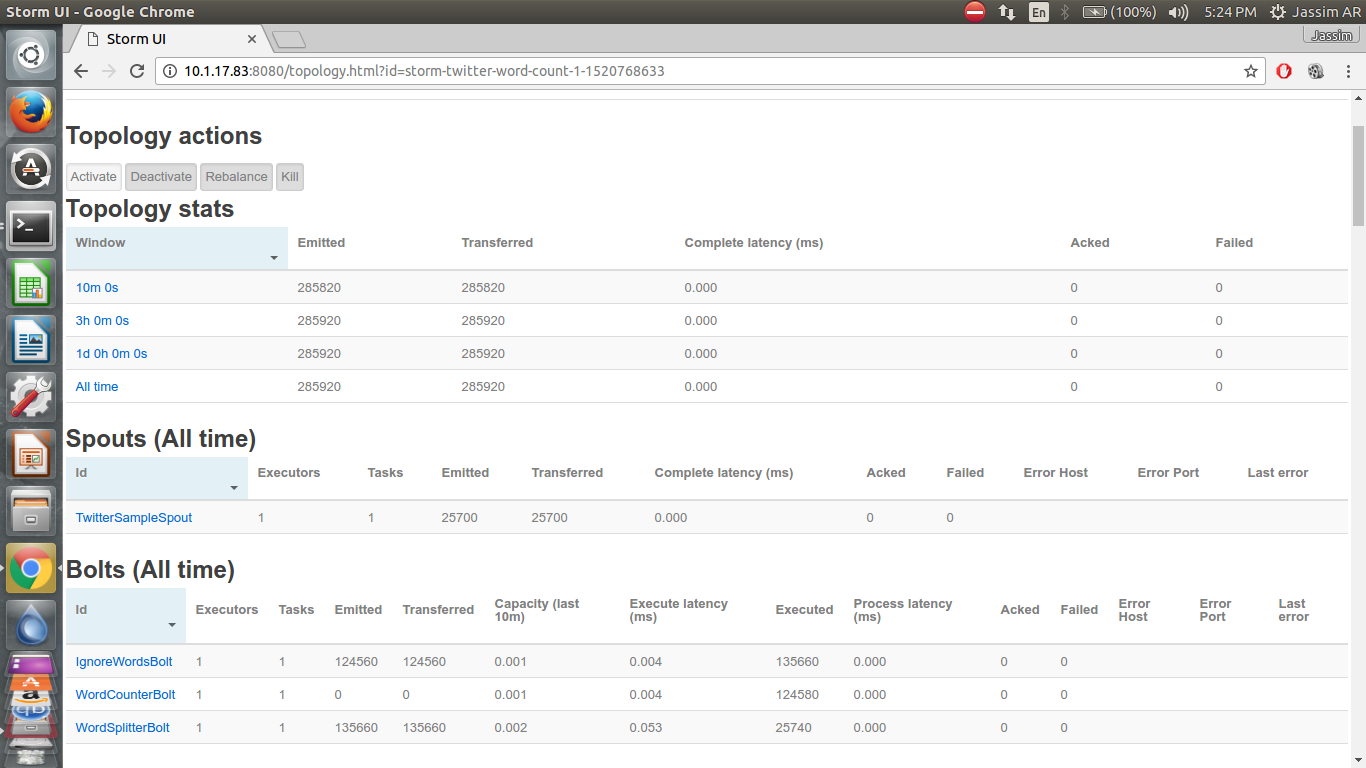 Storm UI - Google Chrome En (100%) 5:24 PM Jassim AR
Storm UI Jassim
10.1.17.83:8080/topology.html?id=storm-twitter-word-count-1-1520768633
Topology actions
Activate Deactivate Rebalance Kill
Topology stats
Window Emitted Transferred Complete latency (ms) Acked Failed
10m 0s 285820 285820 0.000 0 0
3h 0m 0s 285920 285920 0.000 0 0
1d 0h 0m 0s 285920 285920 0.000 0 0
All time 285920 285920 0.000 0 0
Spouts (All time)
Id Executors Tasks Emitted Transferred Complete latency (ms) Acked Failed Error Host Error Port Last error
TwitterSampleSpout 1 1 25700 25700 0.000 0 0
Bolts (All time)
Id Executors Tasks Emitted Transferred Capacity (last 10m) Execute latency (ms) Executed Process latency (ms) Acked Failed Error Host Error Port Last error
IgnoreWordsBolt 1 1 124560 124560 0.001 0.004 135660 0.000 0 0
WordCounterBolt 1 1 0 0 0.001 0.004 124580 0.000 0 0
WordSplitterBolt 1 1 135660 135660 0.002 0.053 25740 0.000 0 0